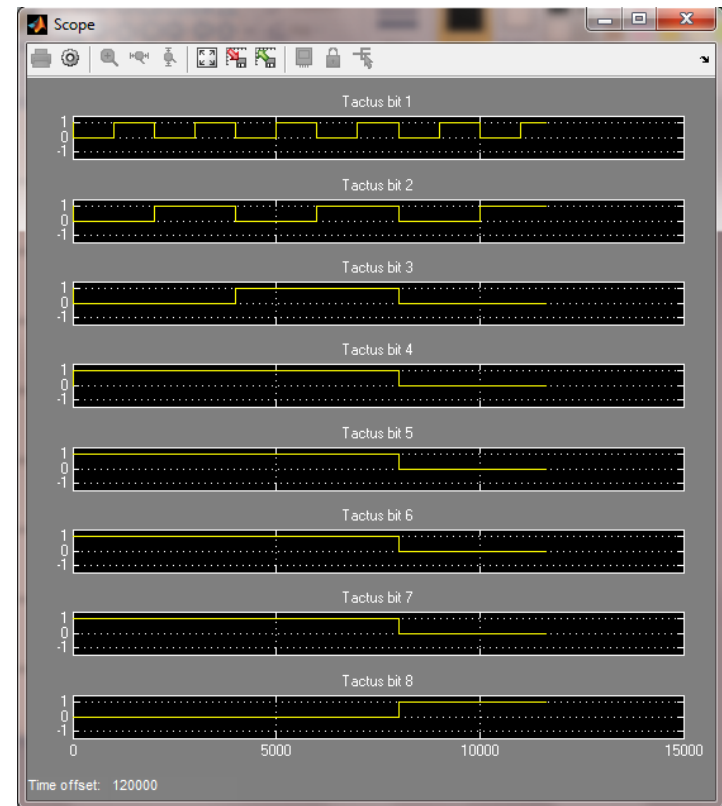 Scope
Tactus bit 1
1
0
-1
Tactus bit 2
1
0
-1
Tactus bit 3
1
0
-1
Tactus bit 4
1
0
-1
Tactus bit 5
1
0
-1
Tactus bit 6
1
0
-1
Tactus bit 7
1
0
-1
Tactus bit 8
1
0
-1
0 5000 10000 15000
Time offset: 120000